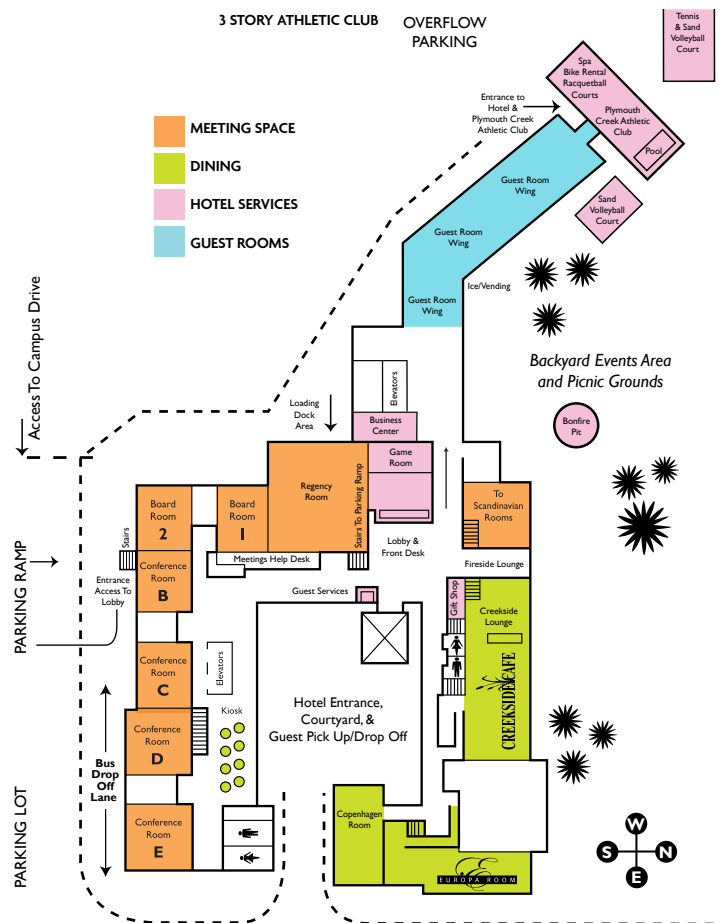 3 STORY ATHLETIC CLUB
OVERFLOW
PARKING
Tennis
& Sand
Volleyball
Court
Spa
Bike Rental
Racquetball
Courts
Plymouth
Creek Athletic
Club
Pool
Entrance to
Hotel &
Plymouth Creek
Athletic Club
MEETING SPACE
DINING
HOTEL SERVICES
GUEST ROOMS
Guest Room
Wing
Guest Room
Wing
Guest Room
Wing
Sand
Volleyball
Court
Ice/Vending
Backyard Events Area
and Picnic Grounds
Bonfire
Pit
Access To Campus Drive
Elevators
Loading
Dock
Area
Business
Center
Game
Room
Regency
Room
Stairs To Parking Ramp
Board
Room
2
Board
Room
1
To
Scandinavian
Rooms
Lobby &
Front Desk
Meetings Help Desk
Fireside Lounge
Stairs
PARKING RAMP
Entrance
Access To
Lobby
Conference
Room
B
Guest Services
Gift Shop
Creekside
Lounge
CREEKSIDE CAFE
Conference
Room
C
Elevators
Kiosk
Hotel Entrance,
Courtyard, &
Guest Pick Up/Drop Off
Conference
Room
D
Bus
Drop
Off
Lane
PARKING LOT
Conference
Room
E
Copenhagen
Room
E
EUROPA ROOM
W
S
N
E